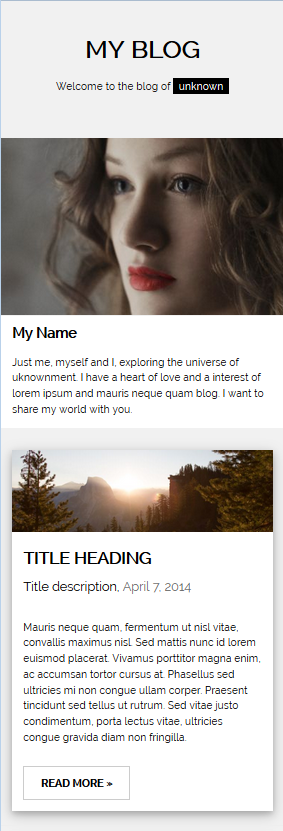 MY BLOG
Welcome to the blog of unknown
My Name
Just me, myself and I, exploring the universe of
uknownment. I have a heart of love and a interest of
lorem ipsum and mauris neque quam blog. I want to
share my world with you.
TITLE HEADING
Title description, April 7, 2014
Mauris neque quam, fermentum ut nisl vitae,
convallis maximus nisl. Sed mattis nunc id lorem
euismod placerat. Vivamus porttitor magna enim,
ac accumsan tortor cursus at. Phasellus sed
ultricies mi non congue ullam corper. Praesent
tincidunt sed tellus ut rutrum. Sed vitae justo
condimentum, porta lectus vitae, ultricies
congue gravida diam non fringilla.
READ MORE »